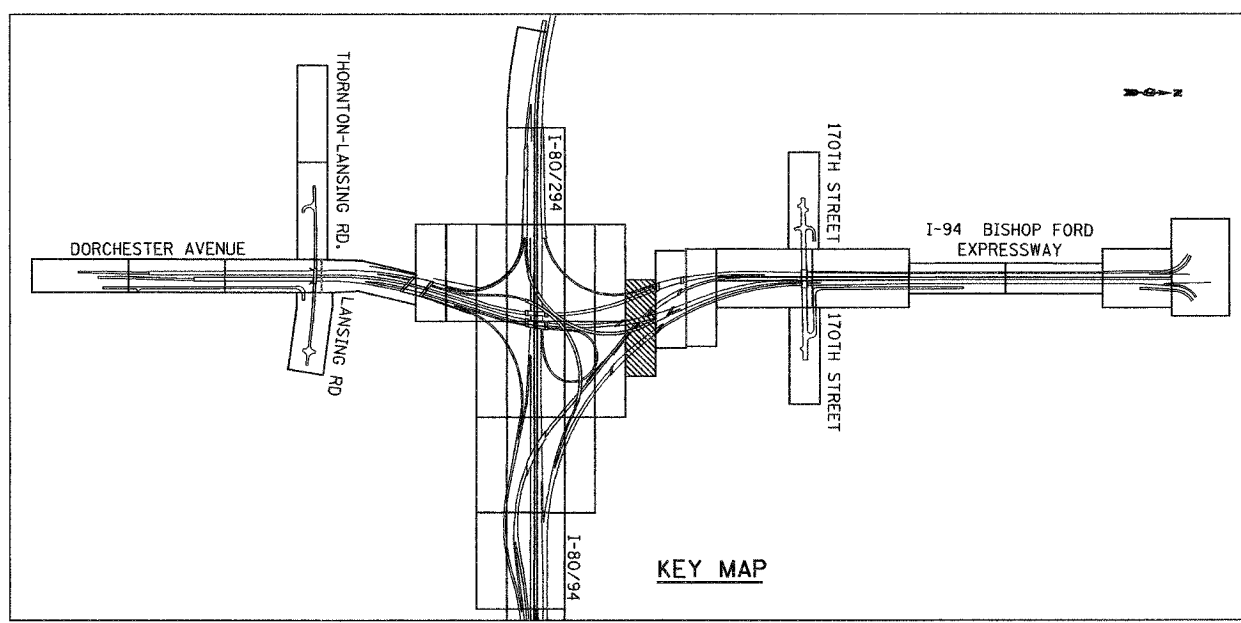 THORNTON-LANSING RD.
I-80/294
170TH STREET
N
DORCHESTER AVENUE
I-94 BISHOP FORD
EXPRESSWAY
LANSING RD
170TH STREET
I-80/94
KEY MAP